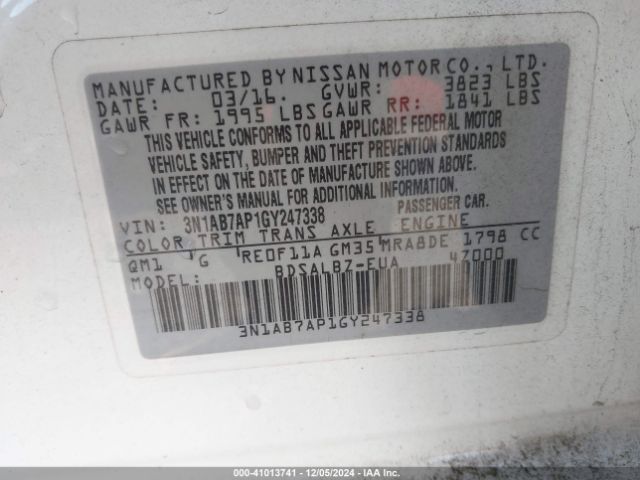 MANUFACTURED BY NISSAN MOTOR CO., LTD.
DATE: 03/16. GVWR: 3823 LBS
GAWR FR: 1995 LBS GAWR RR: 1841 LBS
THIS VEHICLE CONFORMS TO ALL APPLICABLE FEDERAL MOTOR
VEHICLE SAFETY, BUMPER AND THEFT PREVENTION STANDARDS
IN EFFECT ON THE DATE OF MANUFACTURE SHOWN ABOVE.
SEE OWNER'S MANUAL FOR ADDITIONAL INFORMATION.
VIN: 3N1AB7AP1GY247338 PASSENGER CAR.
COLOR TRIM TRANS AXLE ENGINE
QM1 G RE0F11A GM35 MRA8DE 1798 CC
MODEL: BDSALBZ-EUA 47000
3N1AB7AP1GY247338
000-41013741 - 12/05/2024 - IAA, Inc.